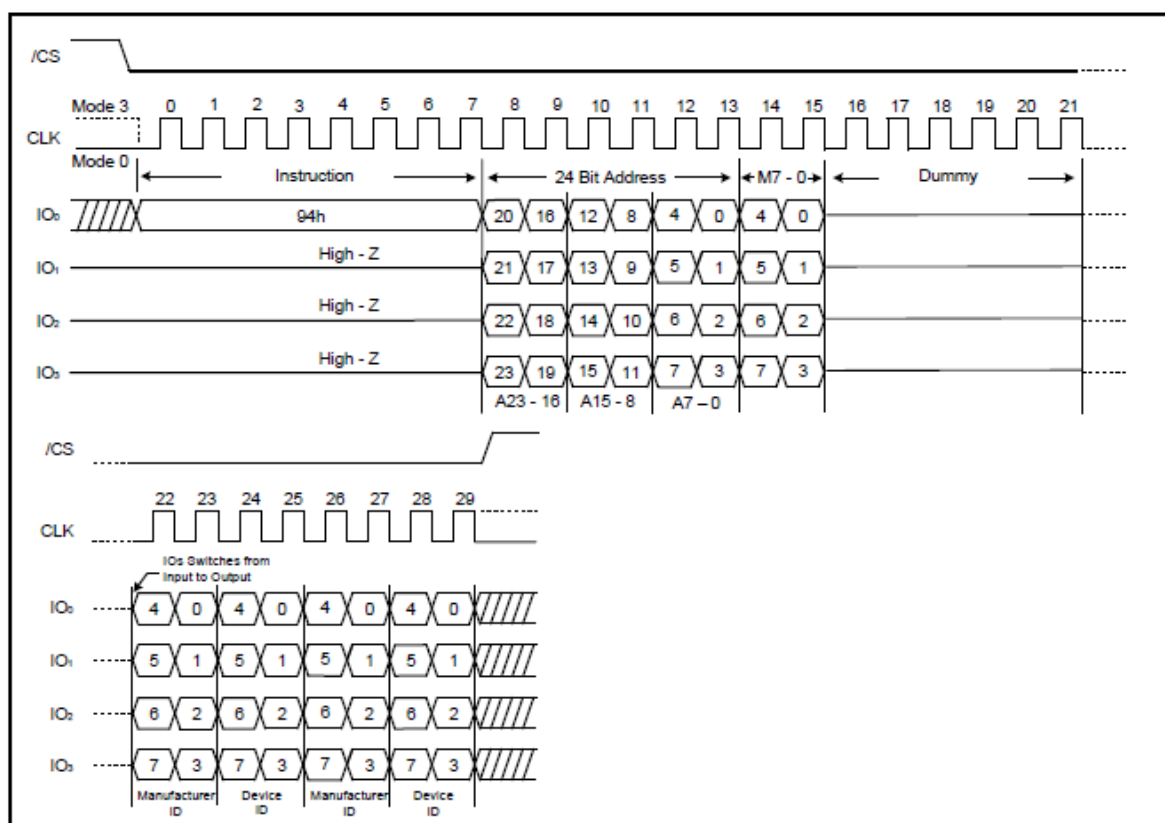 /CS
Mode 3 0 1 2 3 4 5 6 7 8 9 10 11 12 13 14 15 16 17 18 19 20 21
CLK
Mode 0
Instruction 24 Bit Address M7 - 0 Dummy
IO₀ 94h 20 16 12 8 4 0 4 0
High - Z
IO₁ 21 17 13 9 5 1 5 1
High - Z
IO₂ 22 18 14 10 6 2 6 2
High - Z
IO₃ 23 19 15 11 7 3 7 3
A23 - 16 A15 - 8 A7 – 0
/CS
22 23 24 25 26 27 28 29
CLK
IOs Switches from
Input to Output
IO₀ 4 0 4 0 4 0 4 0
IO₁ 5 1 5 1 5 1 5 1
IO₂ 6 2 6 2 6 2 6 2
IO₃ 7 3 7 3 7 3 7 3
Manufacturer Device Manufacturer Device
ID ID ID ID